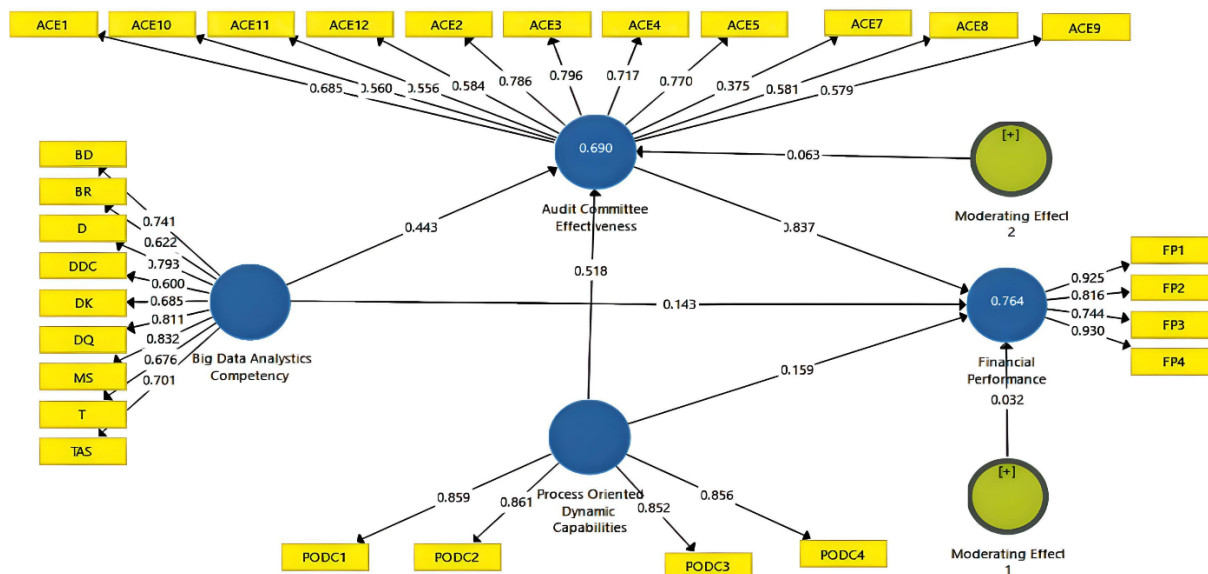 ACE1 ACE10 ACE11 ACE12 ACE2 ACE3 ACE4 ACE5 ACE7 ACE8 ACE9
0.685 0.560 0.556 0.584 0.786 0.796 0.717 0.770 0.375 0.581 0.579
0.690
Audit Committee
Effectiveness
0.063
[+]
Moderating Effect
2
BD
BR
D
DDC
DK
DQ
MS
T
TAS
0.741
0.622
0.793
0.600
0.685
0.811
0.832
0.676
0.701
Big Data Analystics
Competency
0.443
0.518
0.837
0.143
0.159
0.764
Financial
Performance
0.925
0.816
0.744
0.930
FP1
FP2
FP3
FP4
0.032
[+]
Moderating Effect
1
Process Oriented
Dynamic
Capabilities
0.859 0.861 0.852 0.856
PODC1 PODC2 PODC3 PODC4